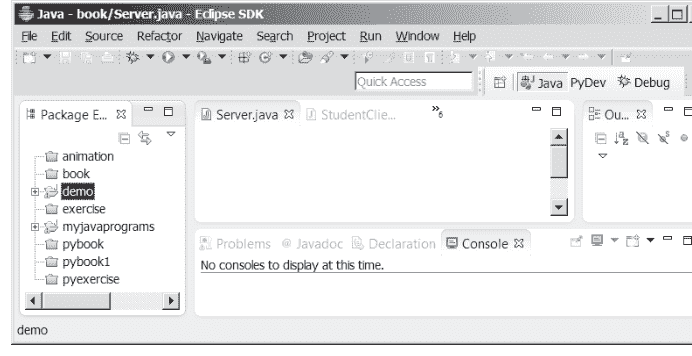 Java - book/Server.java - Eclipse SDK
File Edit Source Refactor Navigate Search Project Run Window Help
Quick Access Java PyDev Debug
Package E... Server.java StudentClie... »6 Ou...
animation
book
demo
exercise
myjavaprograms
pybook
pybook1
pyexercise
Problems @ Javadoc Declaration Console
No consoles to display at this time.
demo